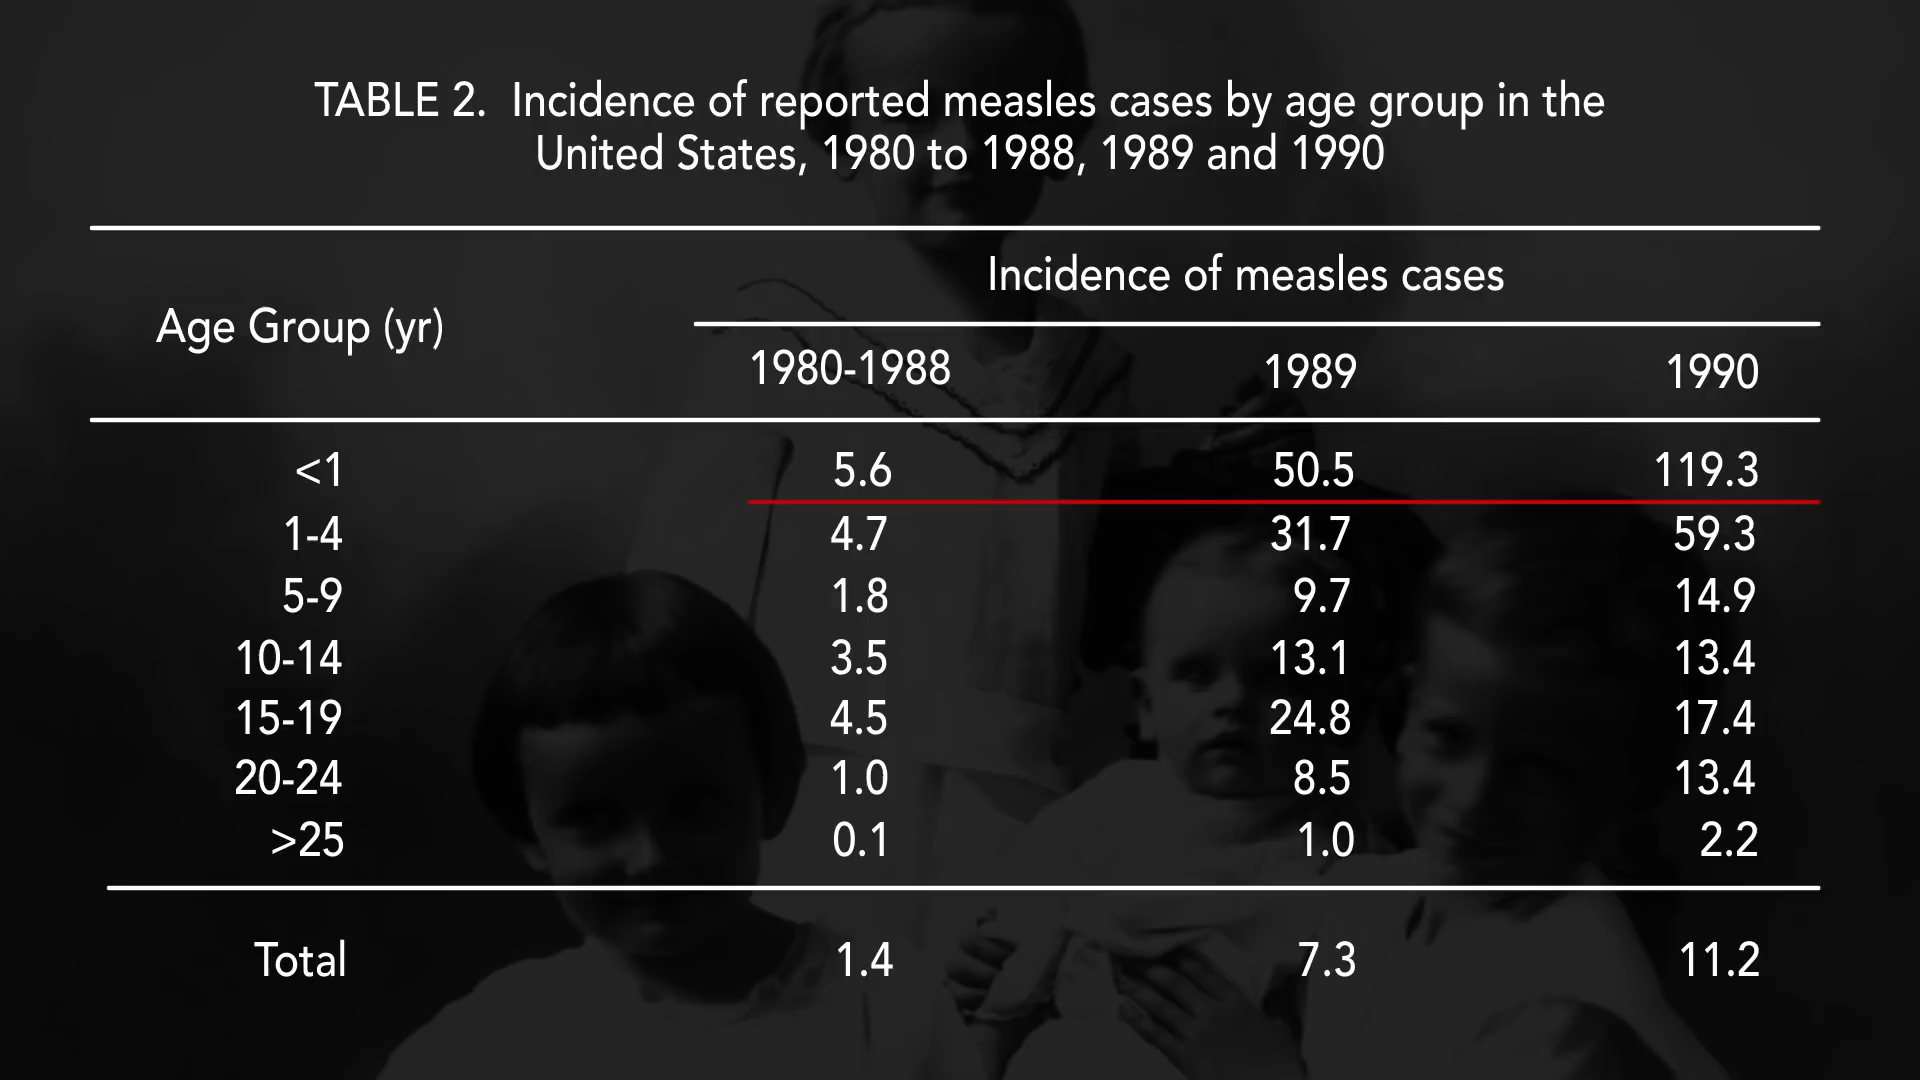 TABLE 2. Incidence of reported measles cases by age group in the
United States, 1980 to 1988, 1989 and 1990
Incidence of measles cases
Age Group (yr)
1980-1988 1989 1990
<1 5.6 50.5 119.3
1-4 4.7 31.7 59.3
5-9 1.8 9.7 14.9
10-14 3.5 13.1 13.4
15-19 4.5 24.8 17.4
20-24 1.0 8.5 13.4
>25 0.1 1.0 2.2
Total 1.4 7.3 11.2